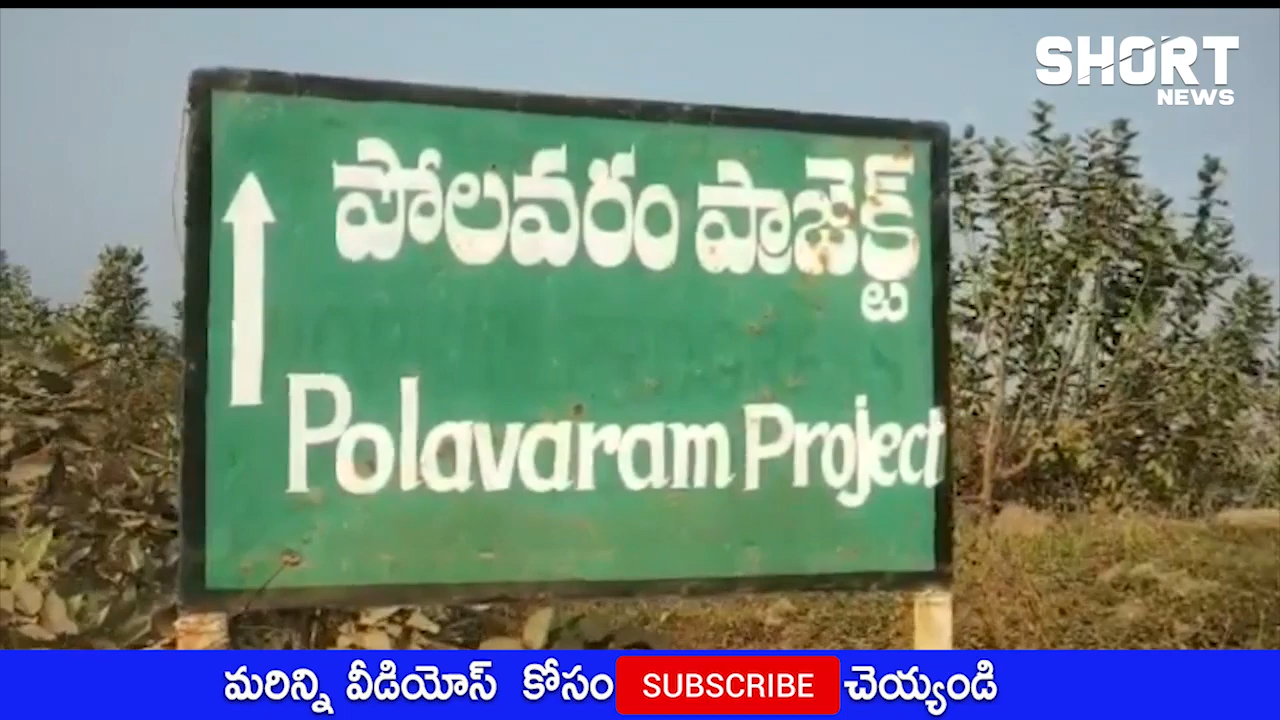 SHORT
NEWS
పోలవరం ప్రాజెక్ట్
Polavaram Project
మరిన్ని వీడియోస్ కోసం SUBSCRIBE చెయ్యండి